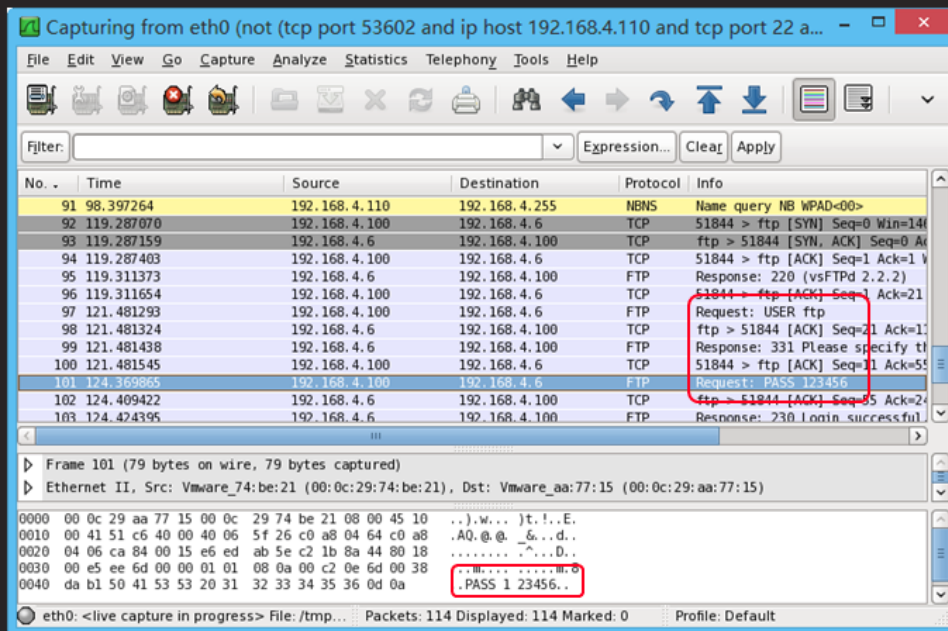 Capturing from eth0 (not (tcp port 53602 and ip host 192.168.4.110 and tcp port 22 a...
File Edit View Go Capture Analyze Statistics Telephony Tools Help
Filter: Expression... Clear Apply
No. . Time Source Destination Protocol Info
91 98.397264 192.168.4.110 192.168.4.255 NBNS Name query NB WPAD<00>
92 119.287070 192.168.4.100 192.168.4.6 TCP 51844 > ftp [SYN] Seq=0 Win=146
93 119.287159 192.168.4.6 192.168.4.100 TCP ftp > 51844 [SYN, ACK] Seq=0 Ac
94 119.287403 192.168.4.100 192.168.4.6 TCP 51844 > ftp [ACK] Seq=1 Ack=1 W
95 119.311373 192.168.4.6 192.168.4.100 FTP Response: 220 (vsFTPd 2.2.2)
96 119.311654 192.168.4.100 192.168.4.6 TCP 51844 > ftp [ACK] Seq=1 Ack=21
97 121.481293 192.168.4.100 192.168.4.6 FTP Request: USER ftp
98 121.481324 192.168.4.6 192.168.4.100 TCP ftp > 51844 [ACK] Seq=21 Ack=11
99 121.481438 192.168.4.6 192.168.4.100 FTP Response: 331 Please specify th
100 121.481545 192.168.4.100 192.168.4.6 TCP 51844 > ftp [ACK] Seq=11 Ack=55
101 124.369865 192.168.4.100 192.168.4.6 FTP Request: PASS 123456
102 124.409422 192.168.4.6 192.168.4.100 TCP ftp > 51844 [ACK] Seq=55 Ack=24
103 124.424395 192.168.4.6 192.168.4.100 FTP Response: 230 Login successful.
Frame 101 (79 bytes on wire, 79 bytes captured)
Ethernet II, Src: Vmware_74:be:21 (00:0c:29:74:be:21), Dst: Vmware_aa:77:15 (00:0c:29:aa:77:15)
0000 00 0c 29 aa 77 15 00 0c 29 74 be 21 08 00 45 10 ..).w... )t.!..E.
0010 00 41 51 c6 40 00 40 06 5f 26 c0 a8 04 64 c0 a8 .AQ.@.@. _&...d..
0020 04 06 ca 84 00 15 e6 ed ab 5e c2 1b 8a 44 80 18 ........ .^...D..
0030 00 e5 ee 6d 00 00 01 01 08 0a 00 c2 0e 6d 00 38 ...m.... .....m.8
0040 da b1 50 41 53 53 20 31 32 33 34 35 36 0d 0a .PASS 1 23456..
eth0: <live capture in progress> File: /tmp... Packets: 114 Displayed: 114 Marked: 0 Profile: Default